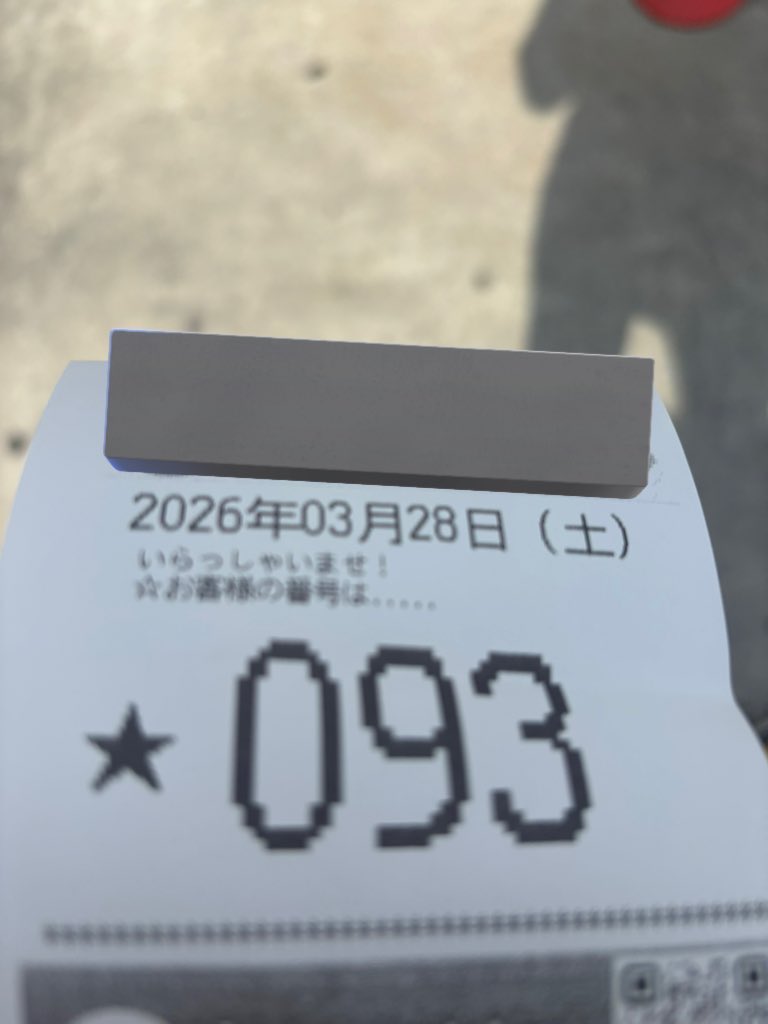 2026年03月28日（土）
いらっしゃいませ！
☆お客様の番号は.....
★093